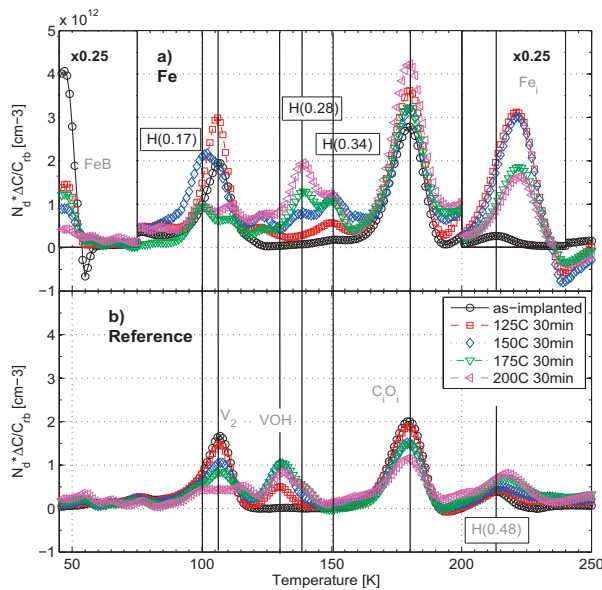 x 10¹²
5
4
3
2
1
0
−1
N_d*ΔC/C_rb [cm−3]
x0.25
a)
Fe
FeB
H(0.17)
H(0.28)
H(0.34)
x0.25
Fe_i
5
4
3
2
1
0
−1
N_d*ΔC/C_rb [cm−3]
b)
Reference
V_2
VOH
C_iO_i
H(0.48)
as−implanted
125C 30min
150C 30min
175C 30min
200C 30min
50 100 150 200 250
Temperature [K]